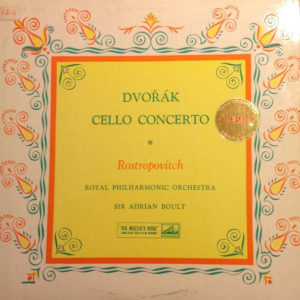 DVOŘÁK
CELLO CONCERTO
*
Rostropovitch
ROYAL PHILHARMONIC ORCHESTRA
SIR ADRIAN BOULT
"HIS MASTER'S VOICE"